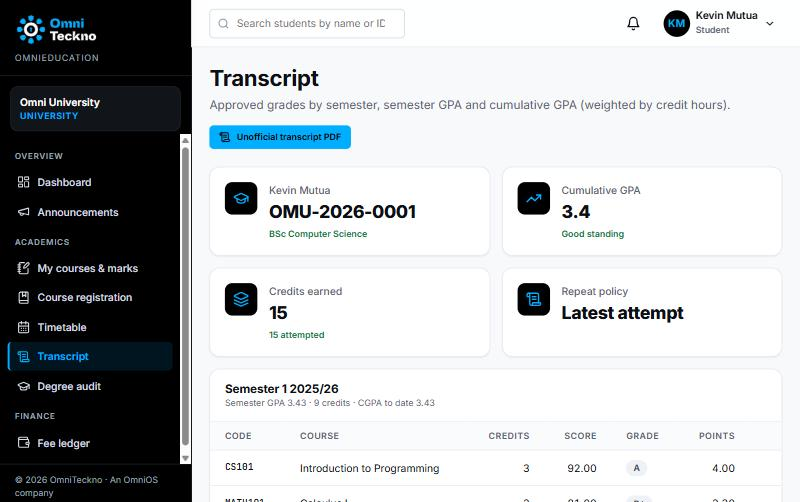 Omni
Teckno
OMNIEDUCATION
Omni University
UNIVERSITY
OVERVIEW
Dashboard
Announcements
ACADEMICS
My courses & marks
Course registration
Timetable
Transcript
Degree audit
FINANCE
Fee ledger
© 2026 OmniTeckno · An OmniOS
company
Search students by name or ID
KM
Kevin Mutua
Student
Transcript
Approved grades by semester, semester GPA and cumulative GPA (weighted by credit hours).
Unofficial transcript PDF
Kevin Mutua
OMU-2026-0001
BSc Computer Science
Cumulative GPA
3.4
Good standing
Credits earned
15
15 attempted
Repeat policy
Latest attempt
Semester 1 2025/26
Semester GPA 3.43 · 9 credits · CGPA to date 3.43
CODE COURSE CREDITS SCORE GRADE POINTS
CS101 Introduction to Programming 3 92.00 A 4.00